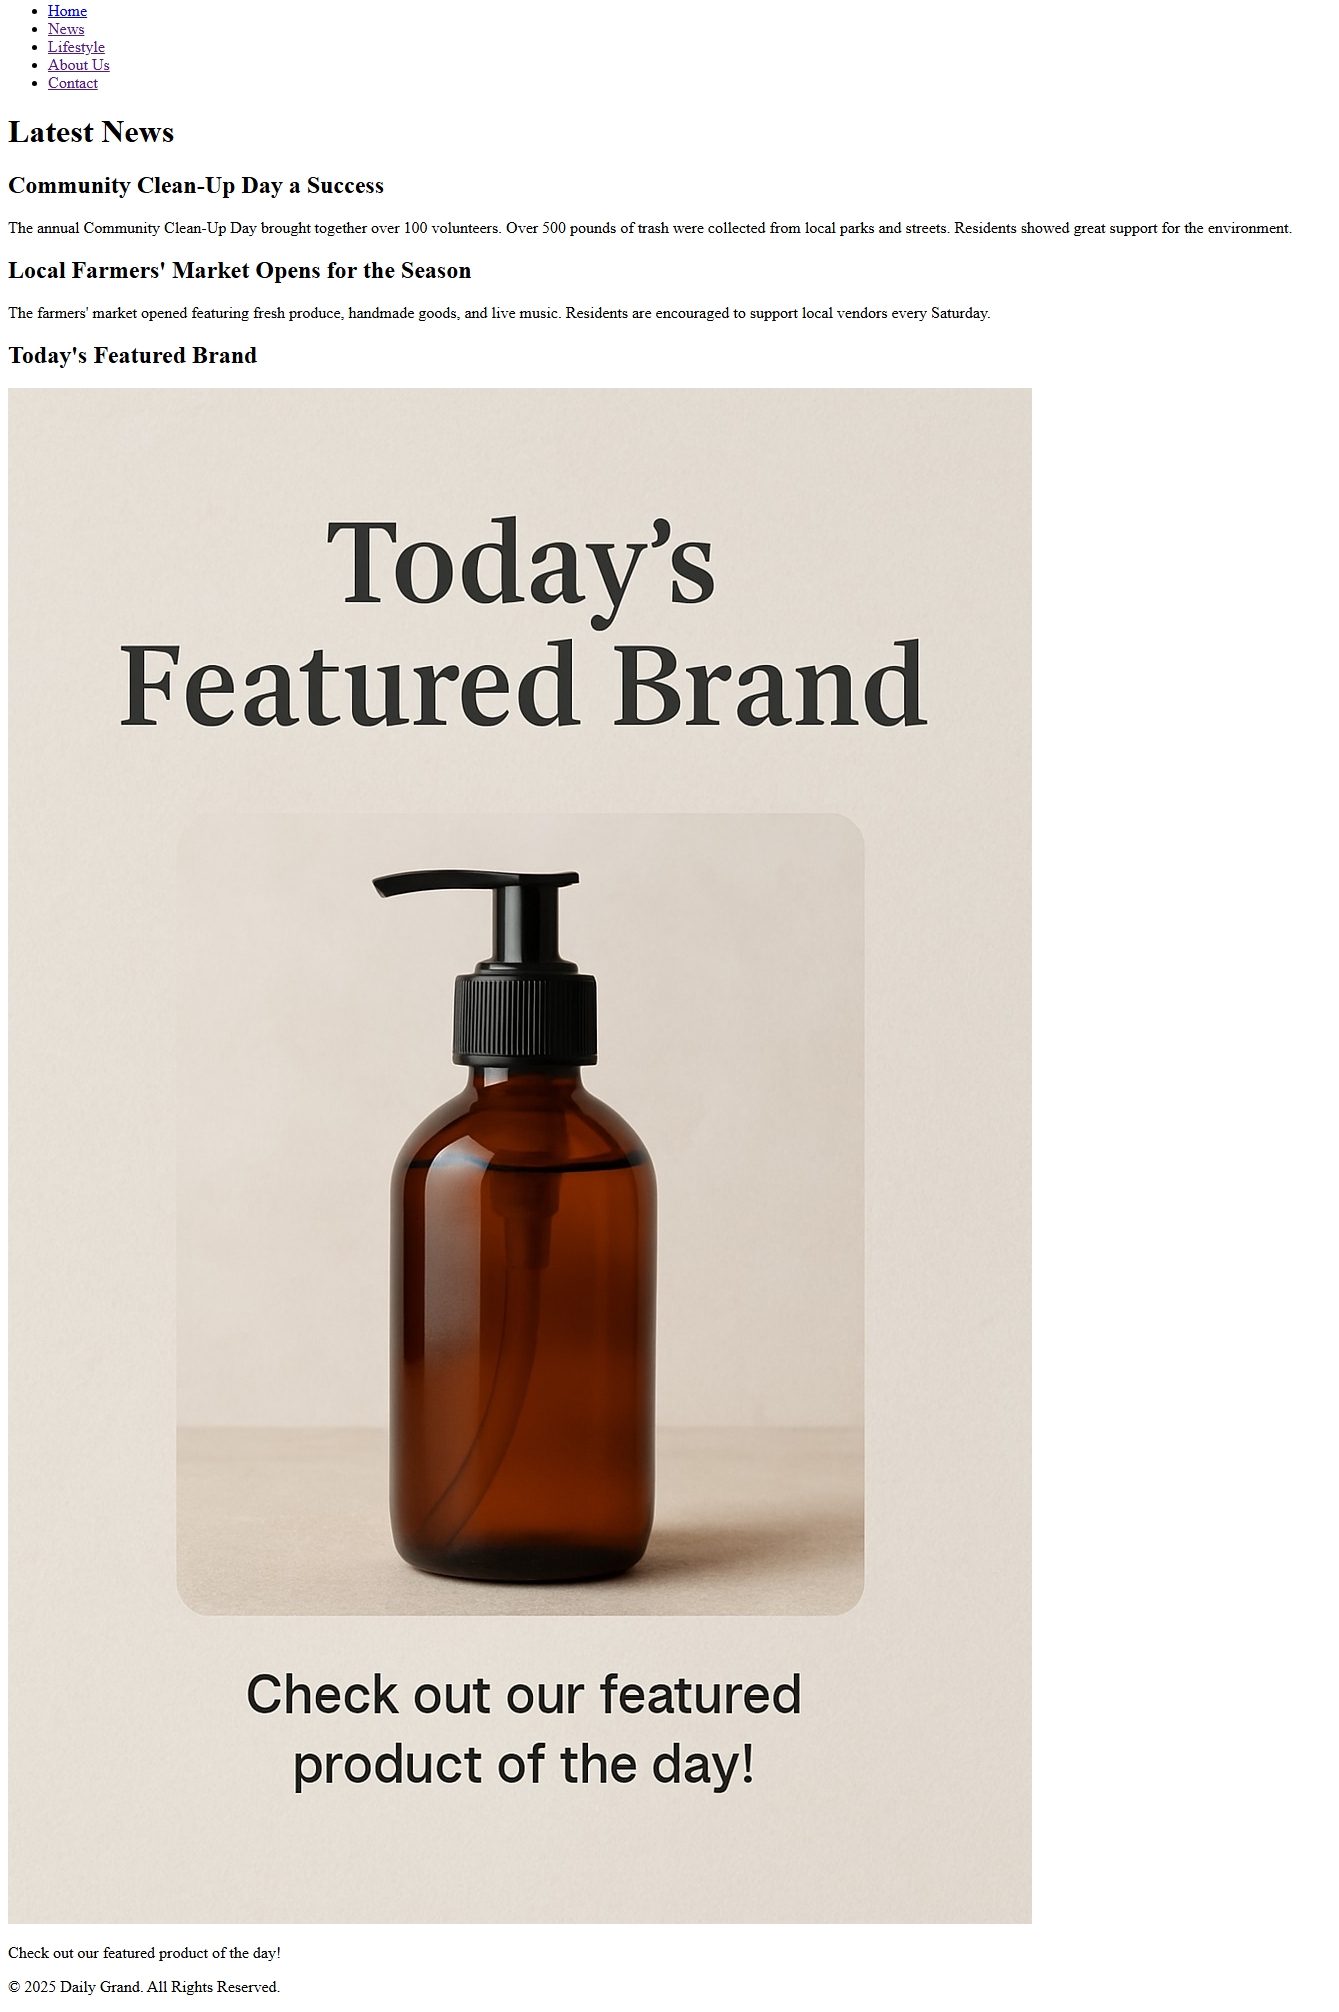 Home
News
Lifestyle
About Us
Contact
Latest News
Community Clean-Up Day a Success
The annual Community Clean-Up Day brought together over 100 volunteers. Over 500 pounds of trash were collected from local parks and streets. Residents showed great support for the environment.
Local Farmers' Market Opens for the Season
The farmers' market opened featuring fresh produce, handmade goods, and live music. Residents are encouraged to support local vendors every Saturday.
Today's Featured Brand
Today’s
Featured Brand
Check out our featured
product of the day!
Check out our featured product of the day!
© 2025 Daily Grand. All Rights Reserved.